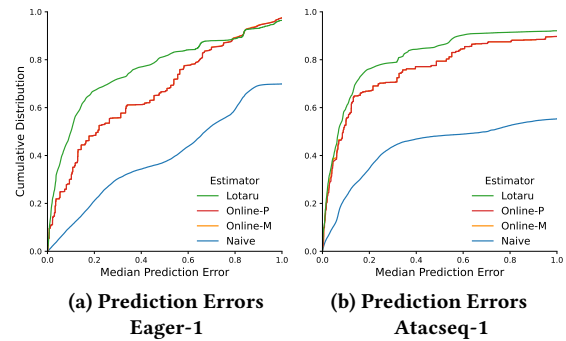 Cumulative Distribution
1.0
0.8
0.6
0.4
0.2
0.0
Estimator
Lotaru
Online-P
Online-M
Naive
0.0 0.2 0.4 0.6 0.8 1.0
Median Prediction Error
(a) Prediction Errors
Eager-1
1.0
0.8
0.6
0.4
0.2
0.0
Estimator
Lotaru
Online-P
Online-M
Naive
0.0 0.2 0.4 0.6 0.8 1.0
Median Prediction Error
(b) Prediction Errors
Atacseq-1